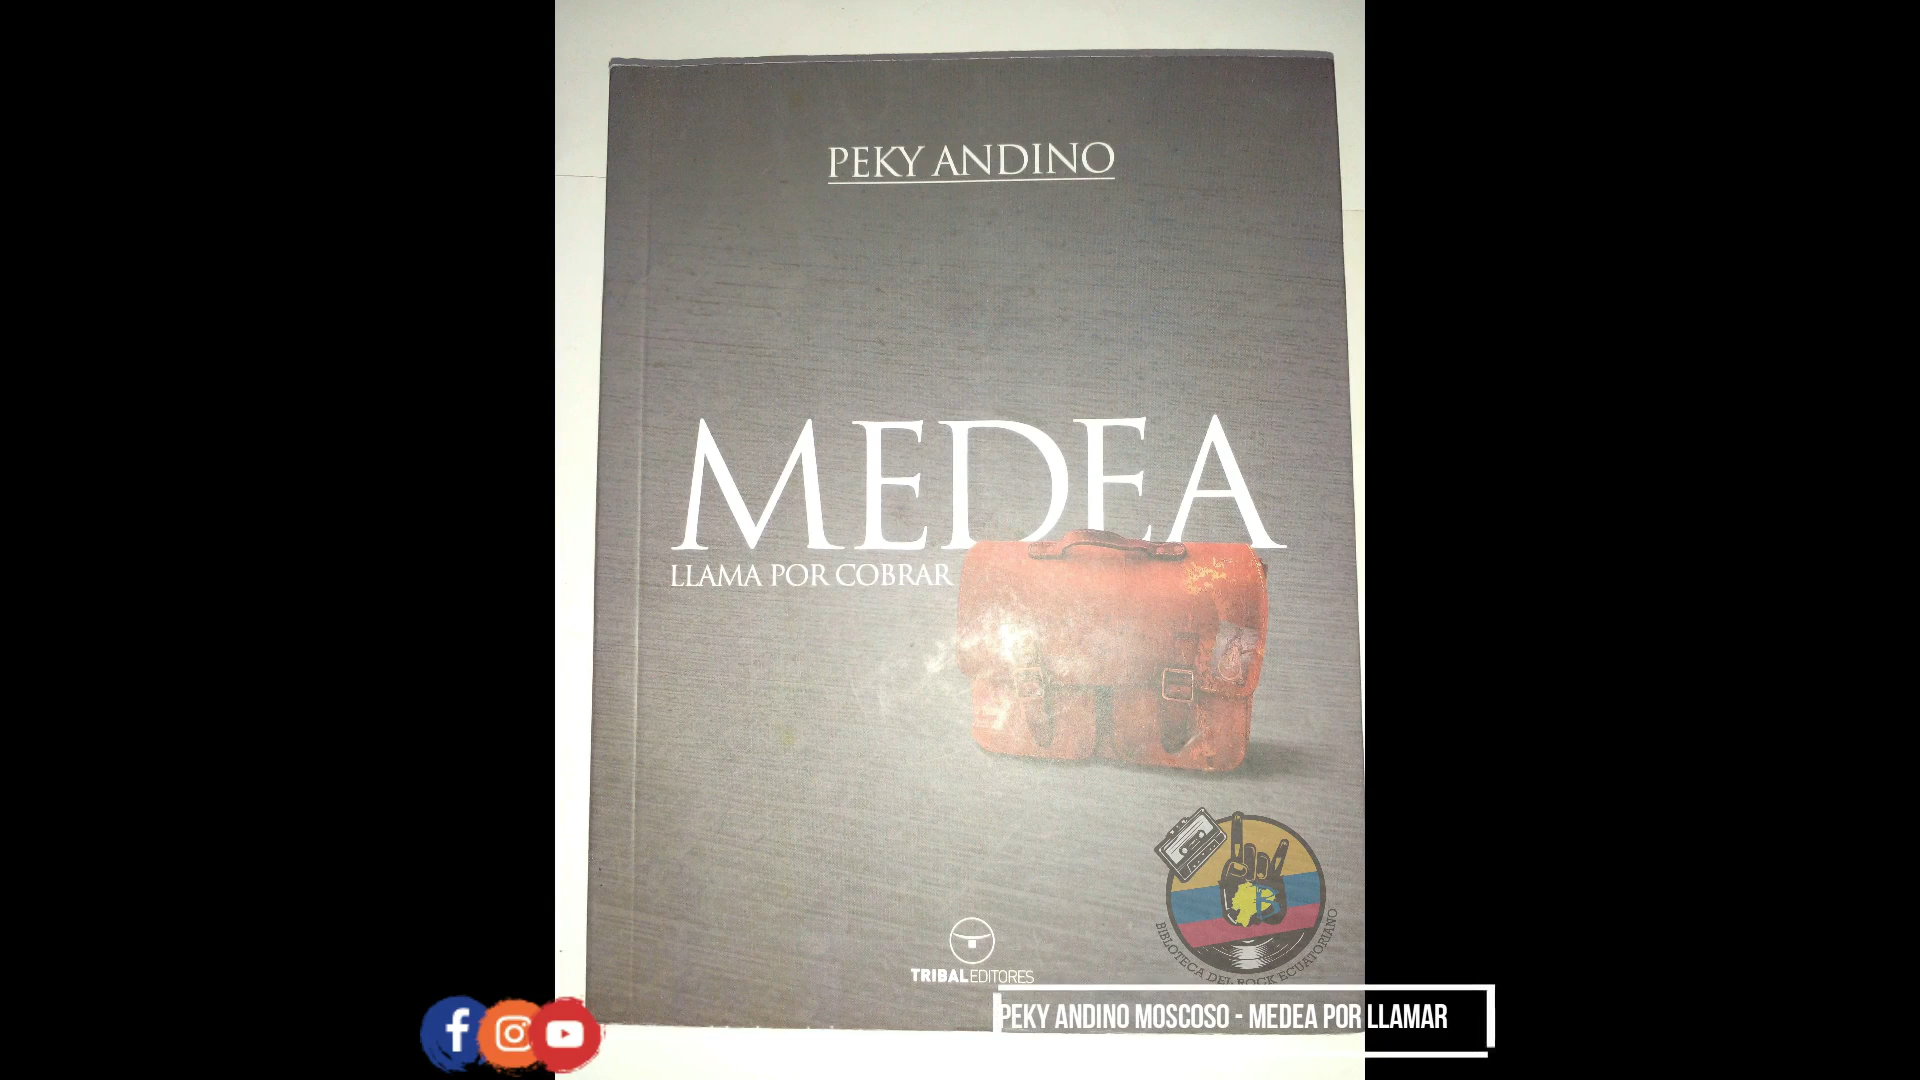 PEKY ANDINO
MEDEA
LLAMA POR COBRAR
TRIBALEDITORES
BIBLIOTECA DEL ROCK ECUATORIANO
PEKY ANDINO MOSCOSO - MEDEA POR LLAMAR